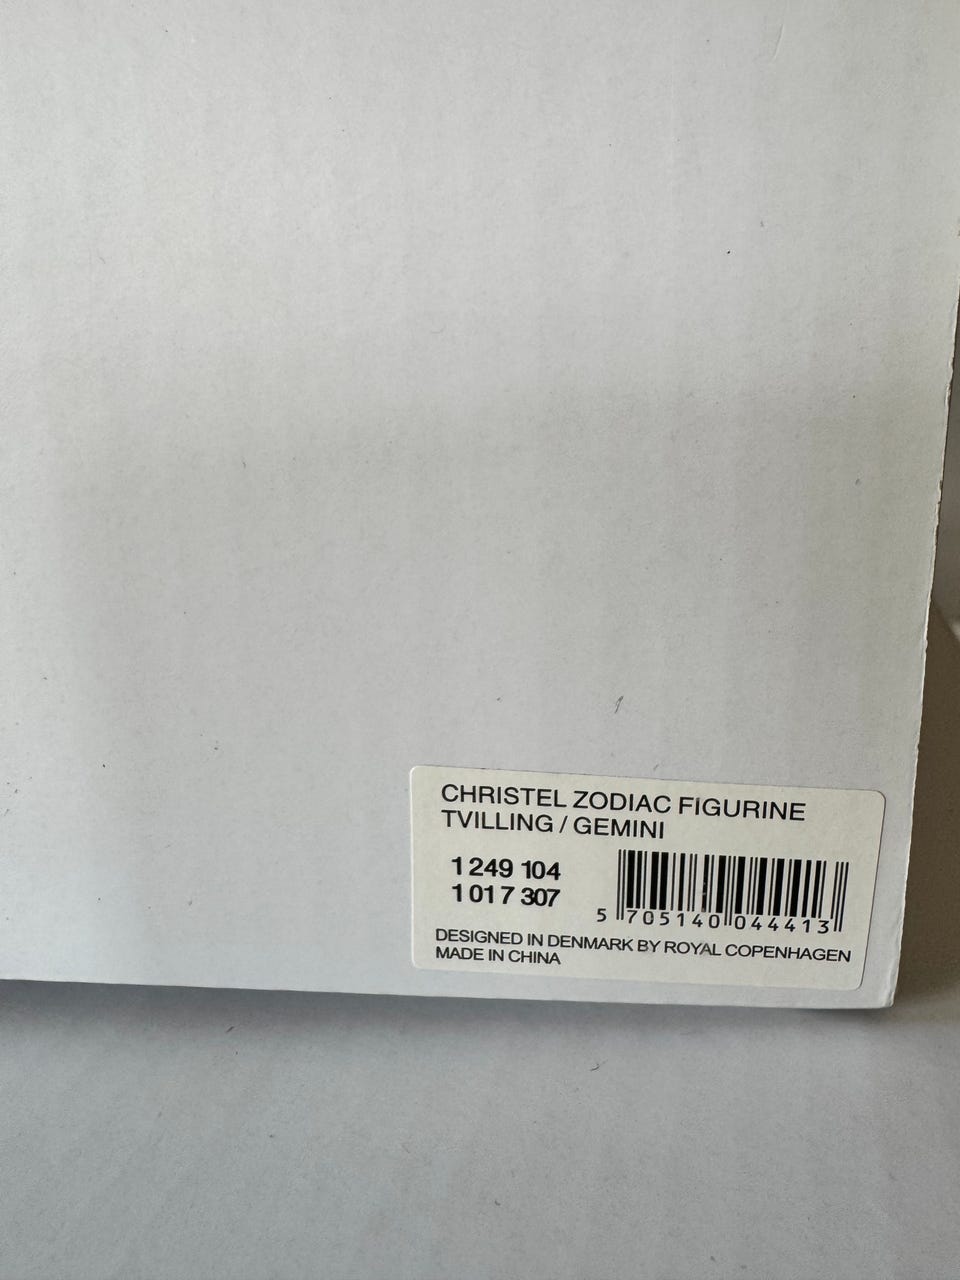 CHRISTEL ZODIAC FIGURINE
TVILLING / GEMINI
1 249 104
1 017 307
5 705140 044413
DESIGNED IN DENMARK BY ROYAL COPENHAGEN
MADE IN CHINA